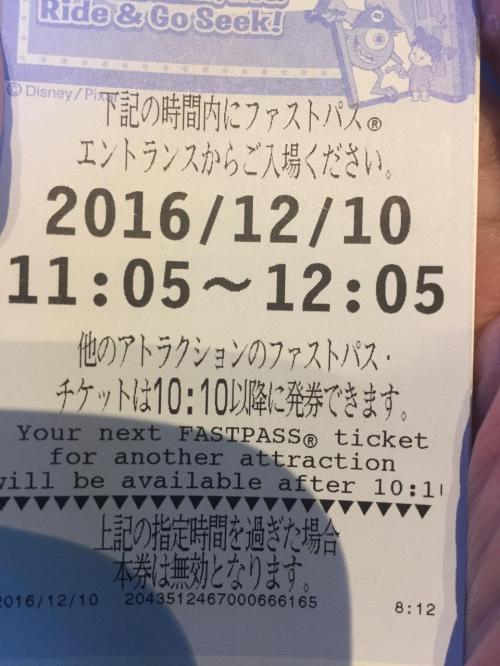 Ride & Go Seek!
© Disney/Pixar
下記の時間内にファストパス®
エントランスからご入場ください。
2016/12/10
11:05～12:05
他のアトラクションのファストパス・
チケットは10:10以降に発券できます。
Your next FASTPASS® ticket
for another attraction
will be available after 10:10
▼▼▼▼▼▼▼▼▼▼▼▼▼▼▼▼▼▼▼▼▼▼▼▼▼▼▼▼
上記の指定時間を過ぎた場合
本券は無効となります。
2016/12/10 2043512467000666165 8:12